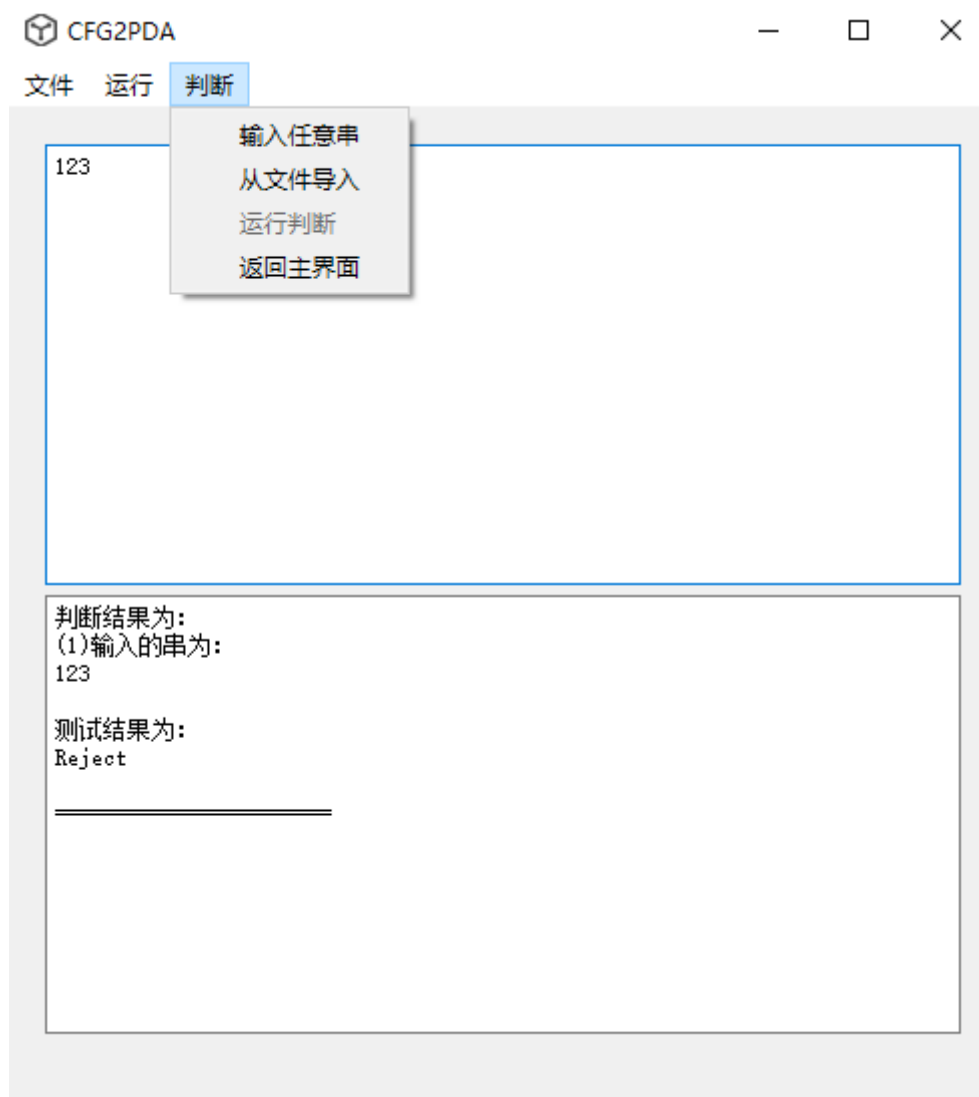 CFG2PDA
文件 运行 判断
输入任意串
从文件导入
运行判断
返回主界面
123
判断结果为:
(1)输入的串为:
123
测试结果为:
Reject